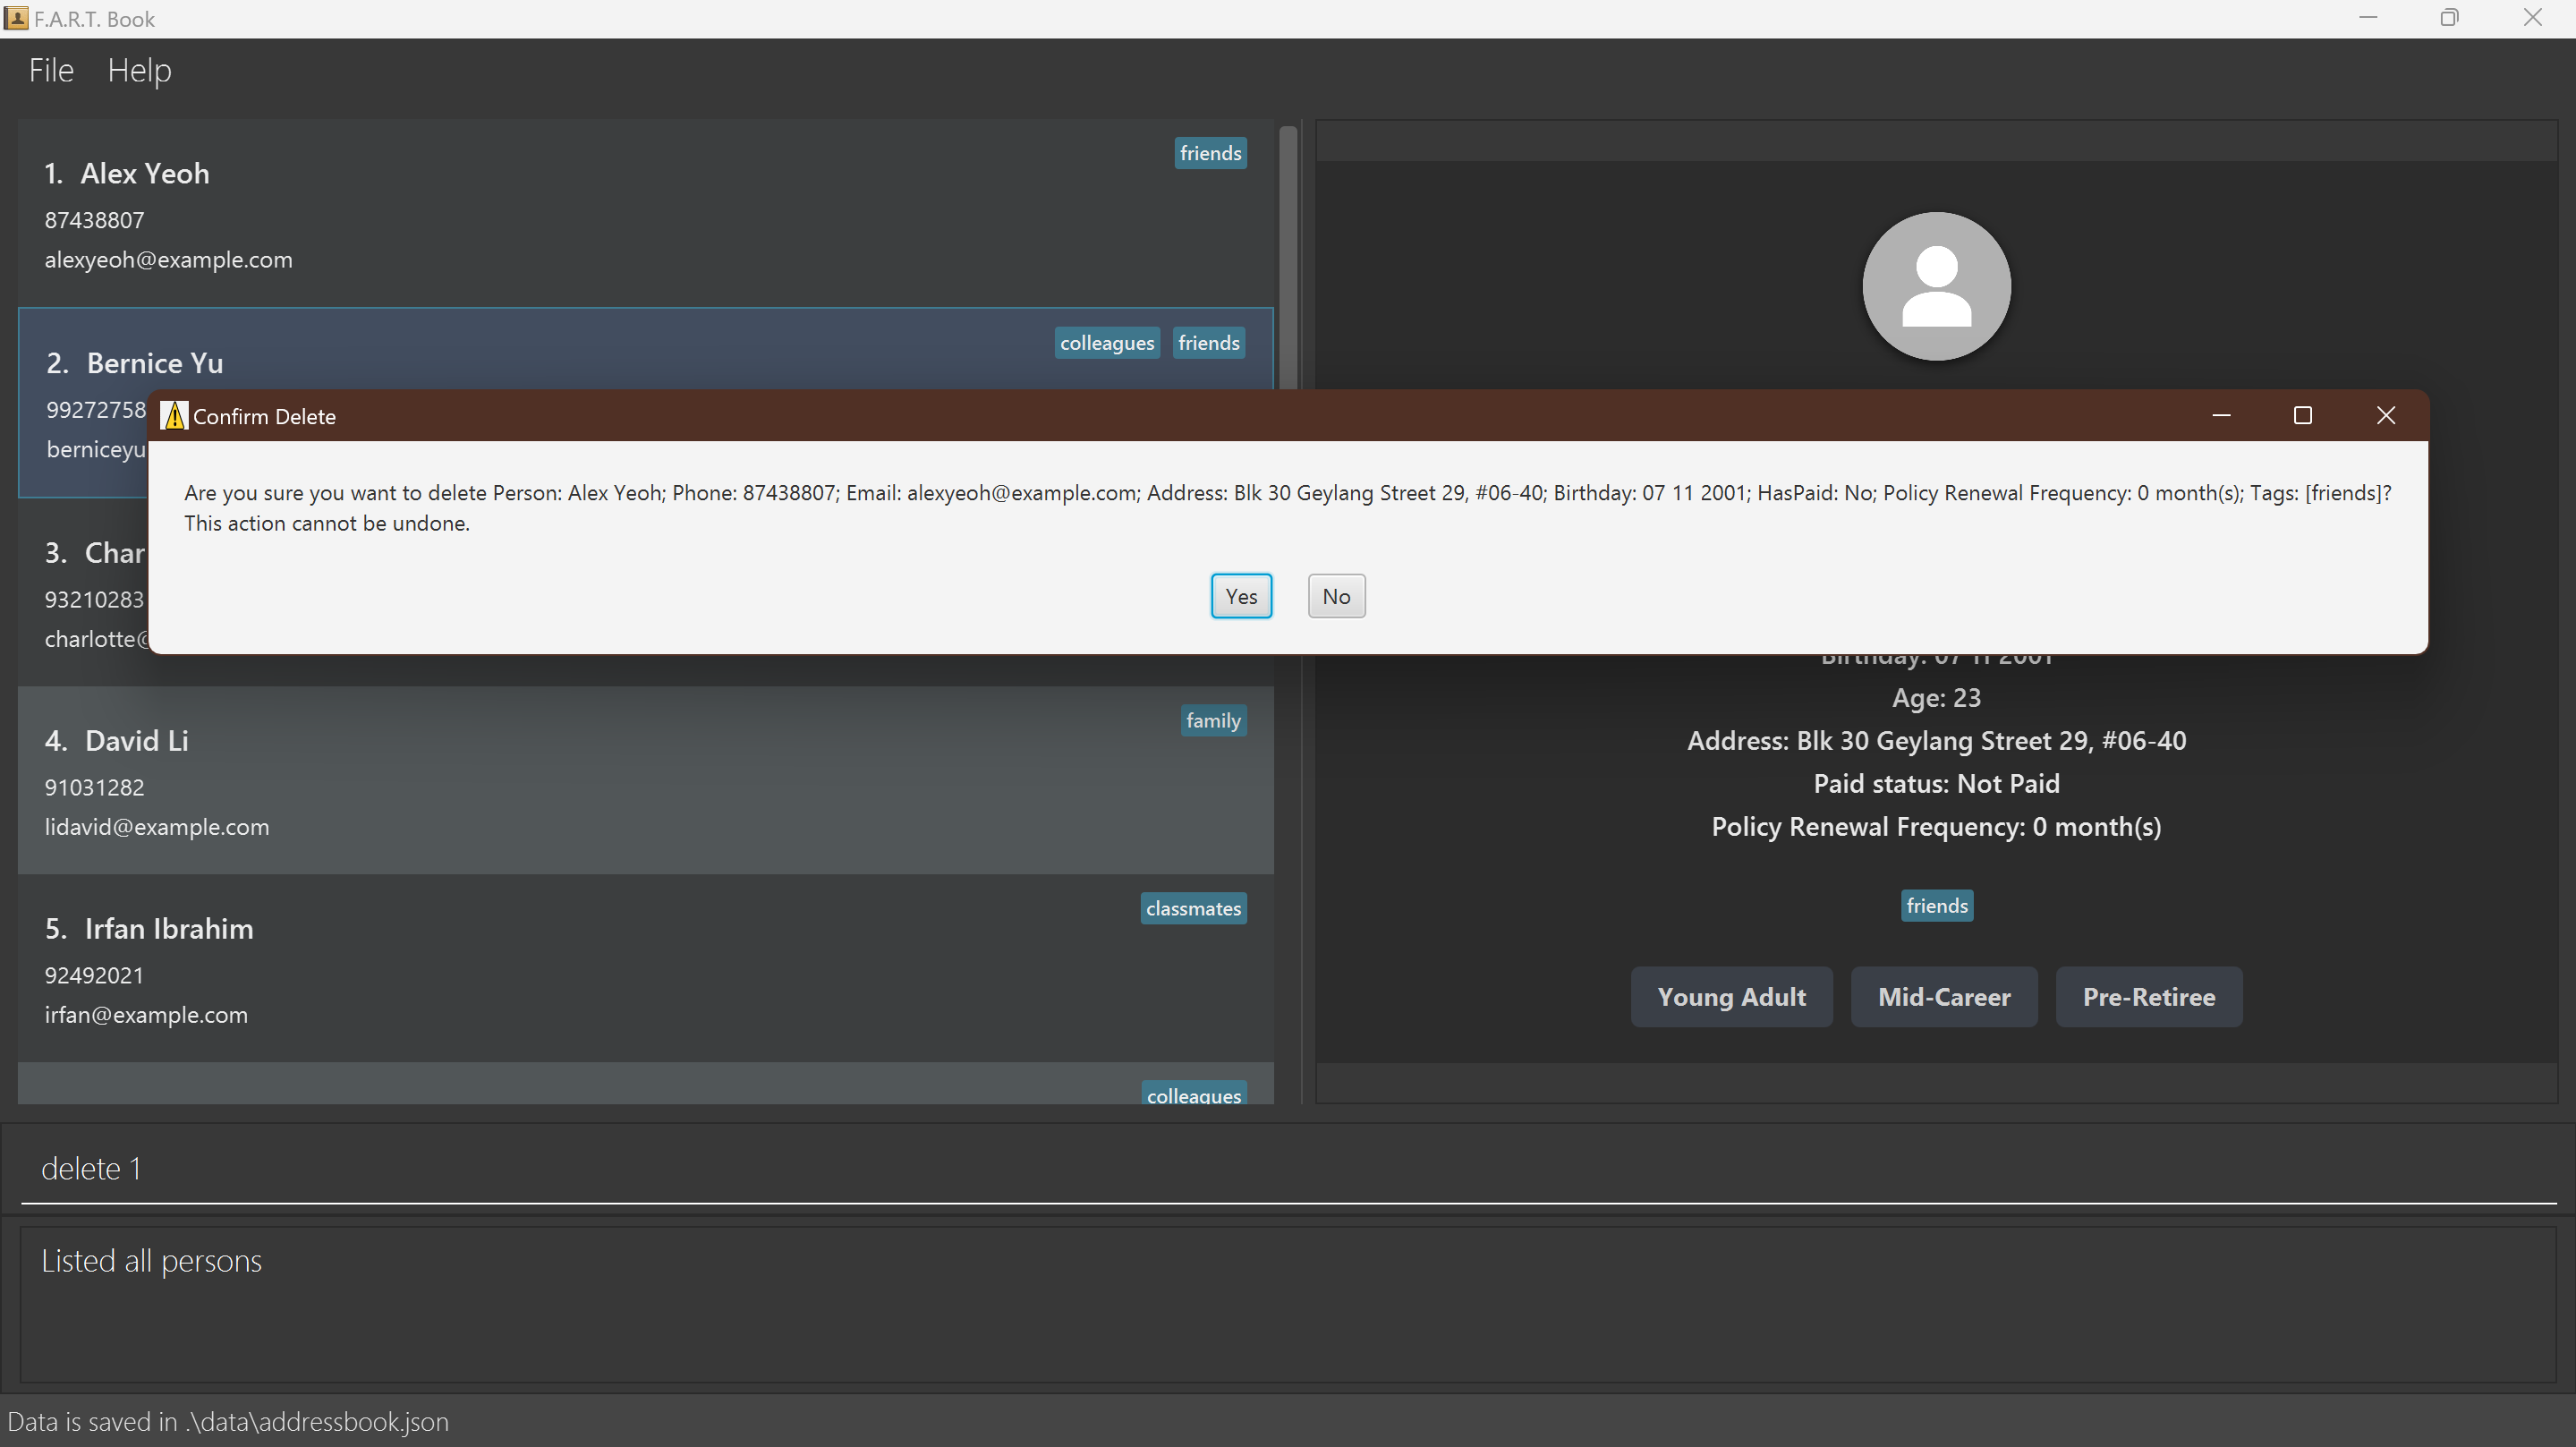 F.A.R.T. Book
File Help
friends
1. Alex Yeoh
87438807
alexyeoh@example.com
colleagues friends
2. Bernice Yu
99272758
berniceyu
Confirm Delete
Are you sure you want to delete Person: Alex Yeoh; Phone: 87438807; Email: alexyeoh@example.com; Address: Blk 30 Geylang Street 29, #06-40; Birthday: 07 11 2001; HasPaid: No; Policy Renewal Frequency: 0 month(s); Tags: [friends]?
This action cannot be undone.
Yes No
3. Char
93210283
charlotte@
family
4. David Li
91031282
lidavid@example.com
classmates
5. Irfan Ibrahim
92492021
irfan@example.com
colleagues
Birthday: 07 11 2001
Age: 23
Address: Blk 30 Geylang Street 29, #06-40
Paid status: Not Paid
Policy Renewal Frequency: 0 month(s)
friends
Young Adult Mid-Career Pre-Retiree
delete 1
Listed all persons
Data is saved in .\data\addressbook.json